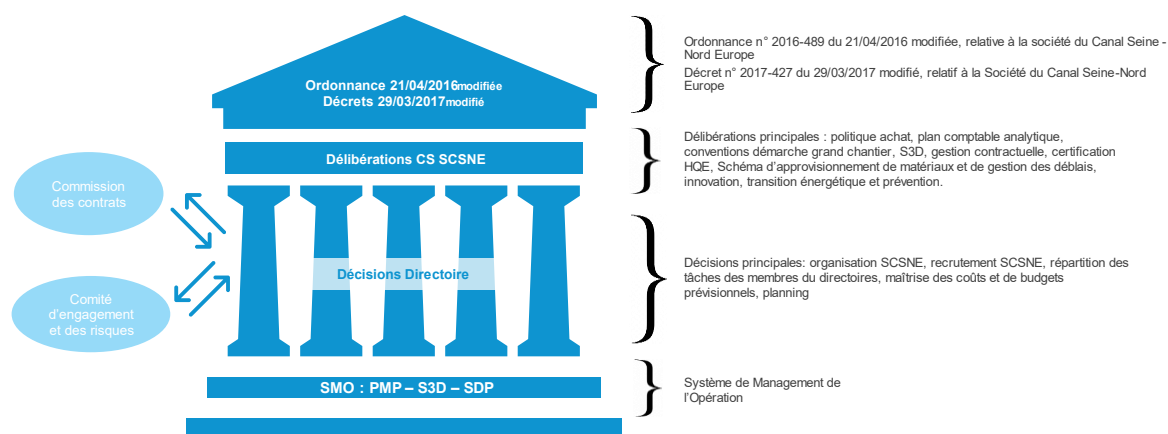 Ordonnance 21/04/2016modifiée
Décrets 29/03/2017modifié
Délibérations CS SCSNE
Commission
des contrats
Décisions Directoire
Comité
d'engagement
et des risques
SMO : PMP – S3D – SDP
Ordonnance n° 2016-489 du 21/04/2016 modifiée, relative à la société du Canal Seine -
Nord Europe
Décret n° 2017-427 du 29/03/2017 modifié, relatif à la Société du Canal Seine-Nord
Europe
Délibérations principales : politique achat, plan comptable analytique,
conventions démarche grand chantier, S3D, gestion contractuelle, certification
HQE, Schéma d'approvisionnement de matériaux et de gestion des déblais,
innovation, transition énergétique et prévention.
Décisions principales: organisation SCSNE, recrutement SCSNE, répartition des
tâches des membres du directoires, maîtrise des coûts et de budgets
prévisionnels, planning
Système de Management de
l'Opération